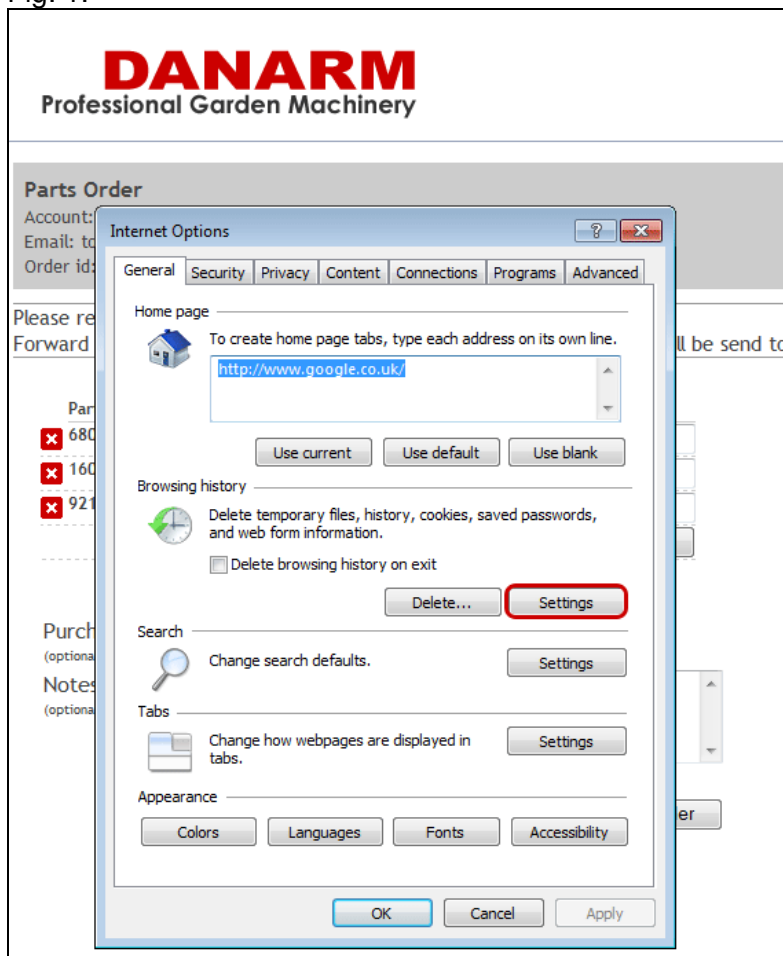 DANARM
Professional Garden Machinery
Parts Order
Account:
Email:
Order id:
Internet Options
General Security Privacy Content Connections Programs Advanced
Please re
Forward
ll be send to
Home page
To create home page tabs, type each address on its own line.
http://www.google.co.uk/
Use current Use default Use blank
Par
680
160
921
Browsing history
Delete temporary files, history, cookies, saved passwords,
and web form information.
Delete browsing history on exit
Delete... Settings
Purch
(optiona
Notes
(optiona
Search
Change search defaults.
Settings
Tabs
Change how webpages are displayed in
tabs.
Settings
Appearance
Colors Languages Fonts Accessibility
er
OK Cancel Apply